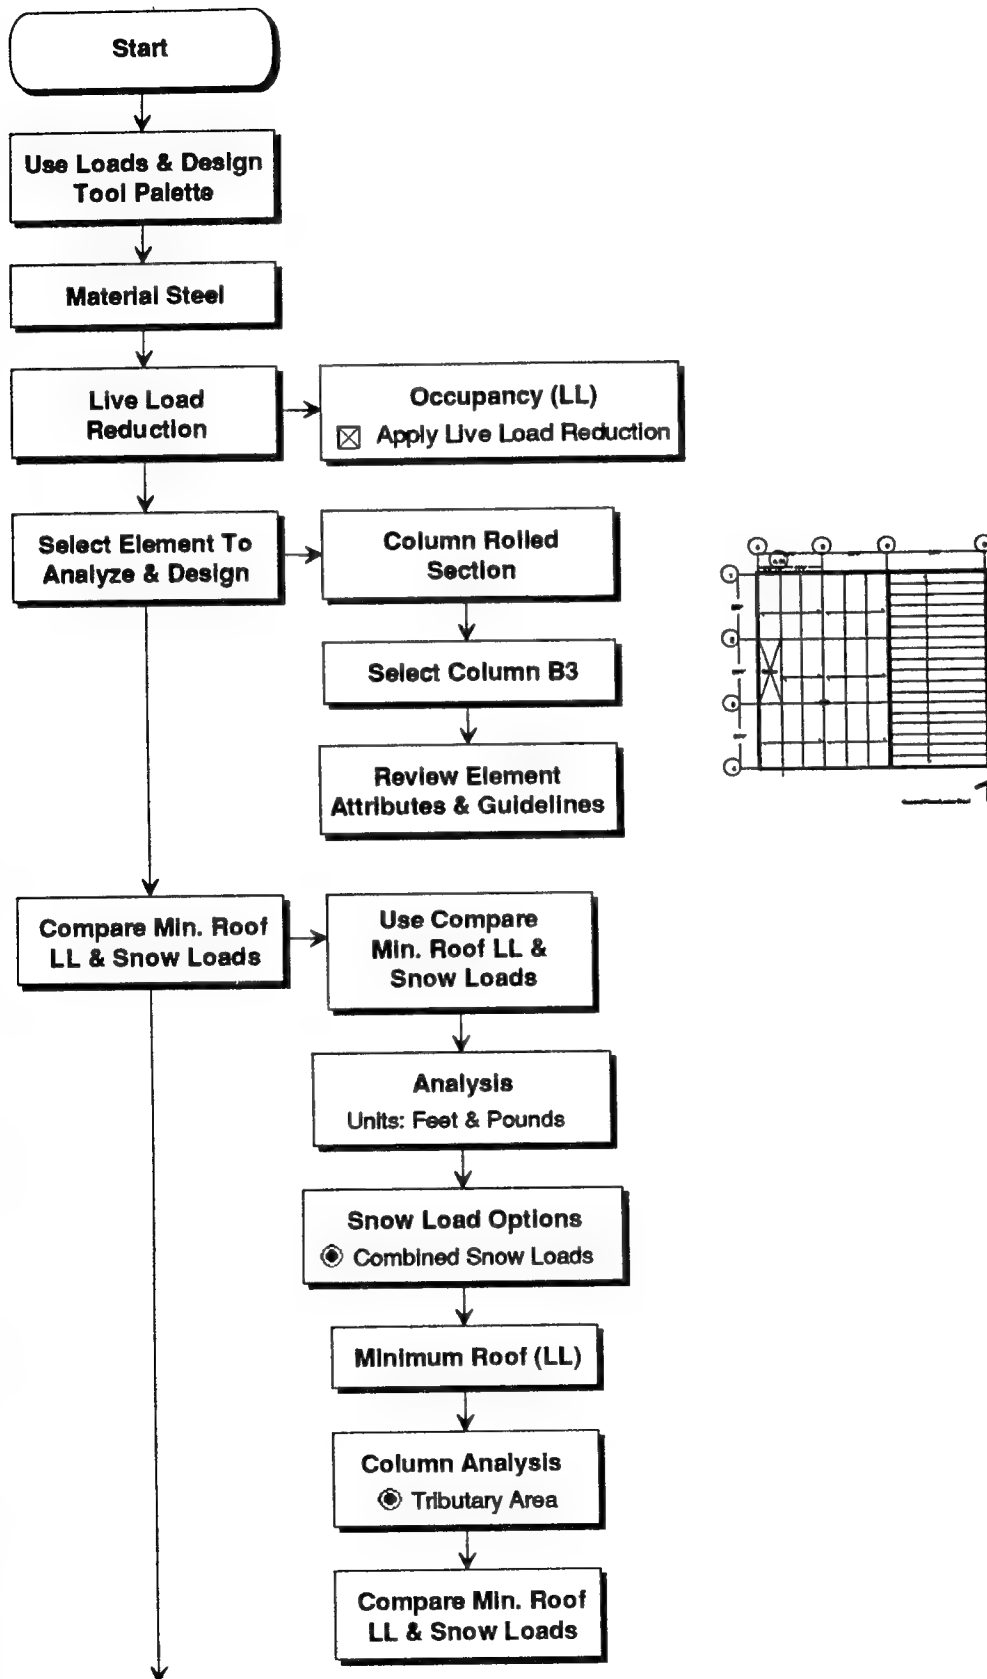 Start
Use Loads & Design
Tool Palette
Material Steel
Live Load
Reduction
Occupancy (LL)
Apply Live Load Reduction
Select Element To
Analyze & Design
Column Rolled
Section
Select Column B3
Review Element
Attributes & Guidelines
Compare Min. Roof
LL & Snow Loads
Use Compare
Min. Roof LL &
Snow Loads
Analysis
Units: Feet & Pounds
Snow Load Options
Combined Snow Loads
Minimum Roof (LL)
Column Analysis
Tributary Area
Compare Min. Roof
LL & Snow Loads